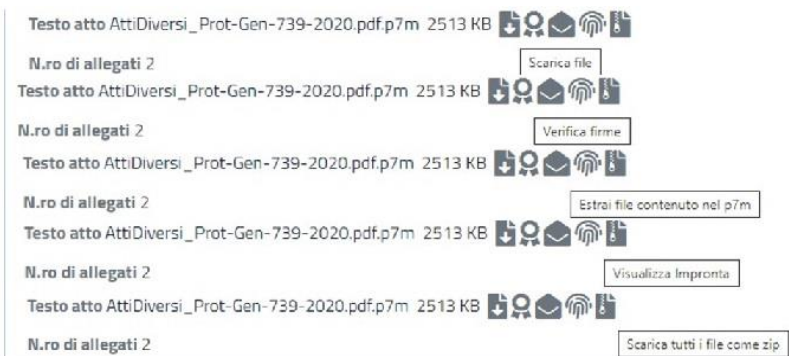 Testo atto AttiDiversi_Prot-Gen-739-2020.pdf.p7m 2513 KB
N.ro di allegati 2 Scarica file
Testo atto AttiDiversi_Prot-Gen-739-2020.pdf.p7m 2513 KB
N.ro di allegati 2 Verifica firme
Testo atto AttiDiversi_Prot-Gen-739-2020.pdf.p7m 2513 KB
N.ro di allegati 2 Estrai file contenuto nel p7m
Testo atto AttiDiversi_Prot-Gen-739-2020.pdf.p7m 2513 KB
N.ro di allegati 2 Visualizza Impronta
Testo atto AttiDiversi_Prot-Gen-739-2020.pdf.p7m 2513 KB
N.ro di allegati 2 Scarica tutti i file come zip